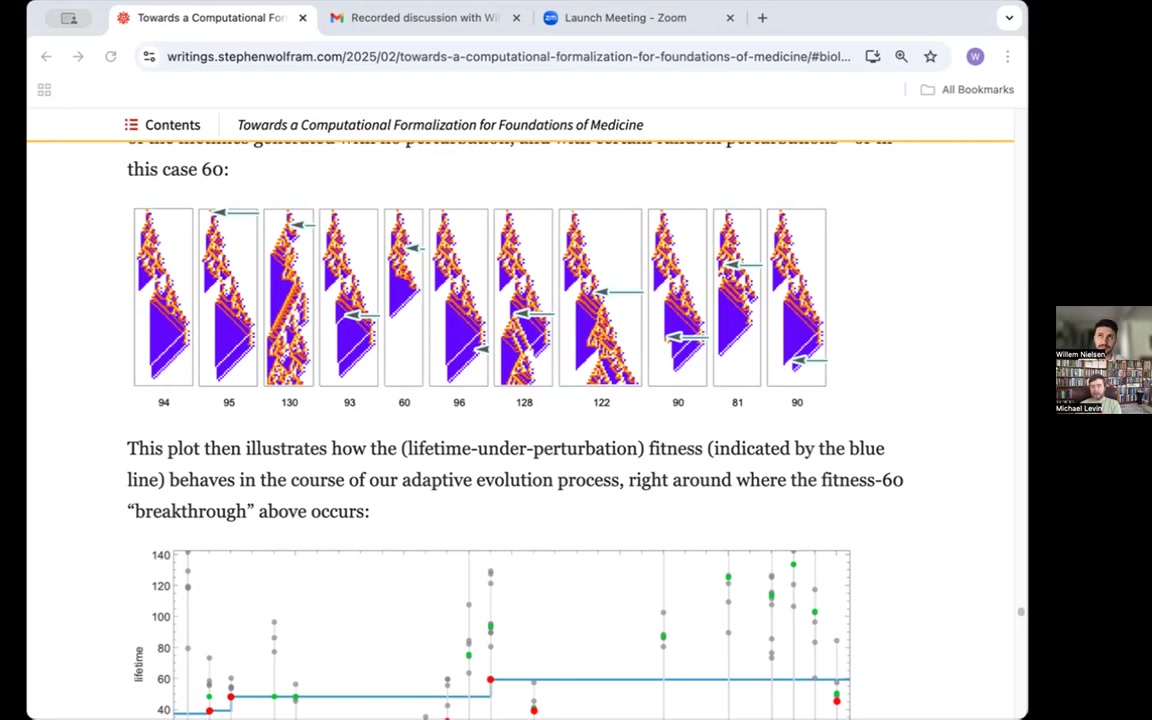 Towards a Computational For
Recorded discussion with Wi
Launch Meeting - Zoom
writings.stephenwolfram.com/2025/02/towards-a-computational-formalization-for-foundations-of-medicine/#biol...
W
All Bookmarks
Contents
Towards a Computational Formalization for Foundations of Medicine
this case 60:
94 95 130 93 60 96 128 122 90 81 90
This plot then illustrates how the (lifetime-under-perturbation) fitness (indicated by the blue
line) behaves in the course of our adaptive evolution process, right around where the fitness-60
“breakthrough” above occurs:
140
120
100
80
60
40
lifetime
Willem Nielsen
Michael Levin